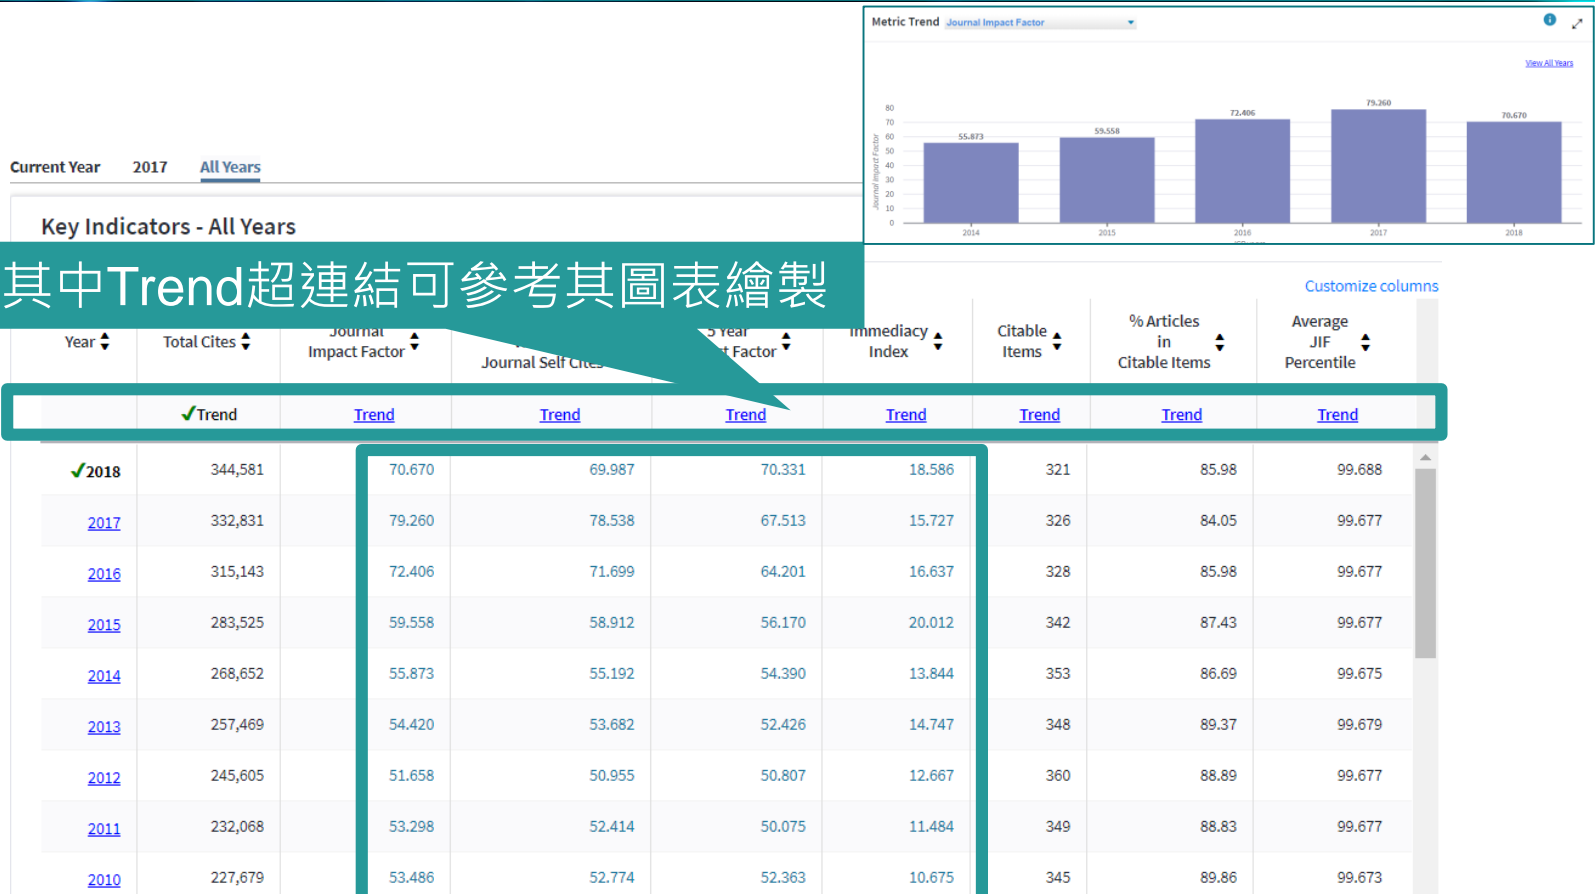 Metric Trend Journal Impact Factor
View All Years
80
70
60
50
40
30
20
10
0
Journal Impact Factor
55.873
59.558
72.406
79.260
70.670
2014 2015 2016 2017 2018
Current Year 2017 All Years
Key Indicators - All Years
其中Trend超連結可參考其圖表繪製
Customize columns
Year
Total Cites
Journal
Impact Factor
Journal Self Cites
5 Year
Factor
Immediacy
Index
Citable
Items
% Articles
in
Citable Items
Average
JIF
Percentile
Trend Trend Trend Trend Trend Trend Trend Trend
2018 344,581 70.670 69.987 70.331 18.586 321 85.98 99.688
2017 332,831 79.260 78.538 67.513 15.727 326 84.05 99.677
2016 315,143 72.406 71.699 64.201 16.637 328 85.98 99.677
2015 283,525 59.558 58.912 56.170 20.012 342 87.43 99.677
2014 268,652 55.873 55.192 54.390 13.844 353 86.69 99.675
2013 257,469 54.420 53.682 52.426 14.747 348 89.37 99.679
2012 245,605 51.658 50.955 50.807 12.667 360 88.89 99.677
2011 232,068 53.298 52.414 50.075 11.484 349 88.83 99.677
2010 227,679 53.486 52.774 52.363 10.675 345 89.86 99.673